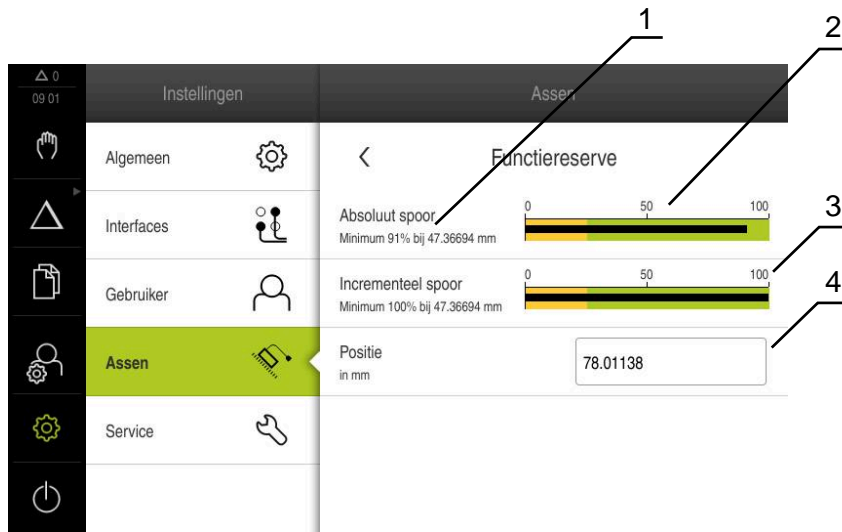 1
2
0
09 01
Instellingen
Assen
Algemeen
Functiereserve
Absoluut spoor
Minimum 91% bij 47.36694 mm
0 50 100
3
Interfaces
Incrementeel spoor
Minimum 100% bij 47.36694 mm
0 50 100
4
Gebruiker
Positie
in mm
78.01138
Assen
Service